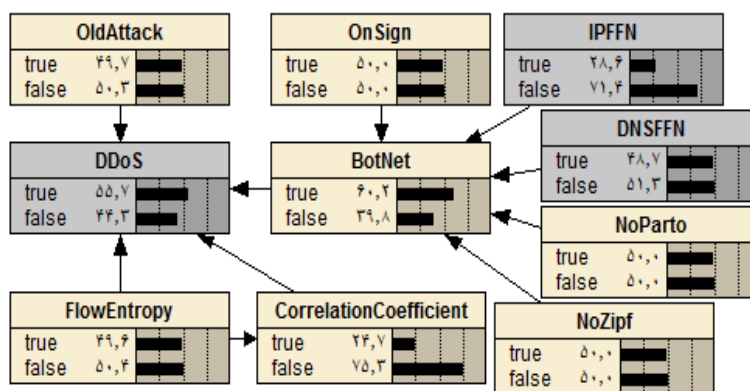 OldAttack
true ۴۹٫۷
false ۵۰٫۳
OnSign
true ۵۰٫۰
false ۵۰٫۰
IPFFN
true ۲۸٫۶
false ۷۱٫۴
DDoS
true ۵۵٫۷
false ۴۴٫۳
BotNet
true ۶۰٫۲
false ۳۹٫۸
DNSFFN
true ۴۸٫۷
false ۵۱٫۳
NoParto
true ۵۰٫۰
false ۵۰٫۰
FlowEntropy
true ۴۹٫۶
false ۵۰٫۴
CorrelationCoefficient
true ۲۴٫۷
false ۷۵٫۳
NoZipf
true ۵۰٫۰
false ۵۰٫۰